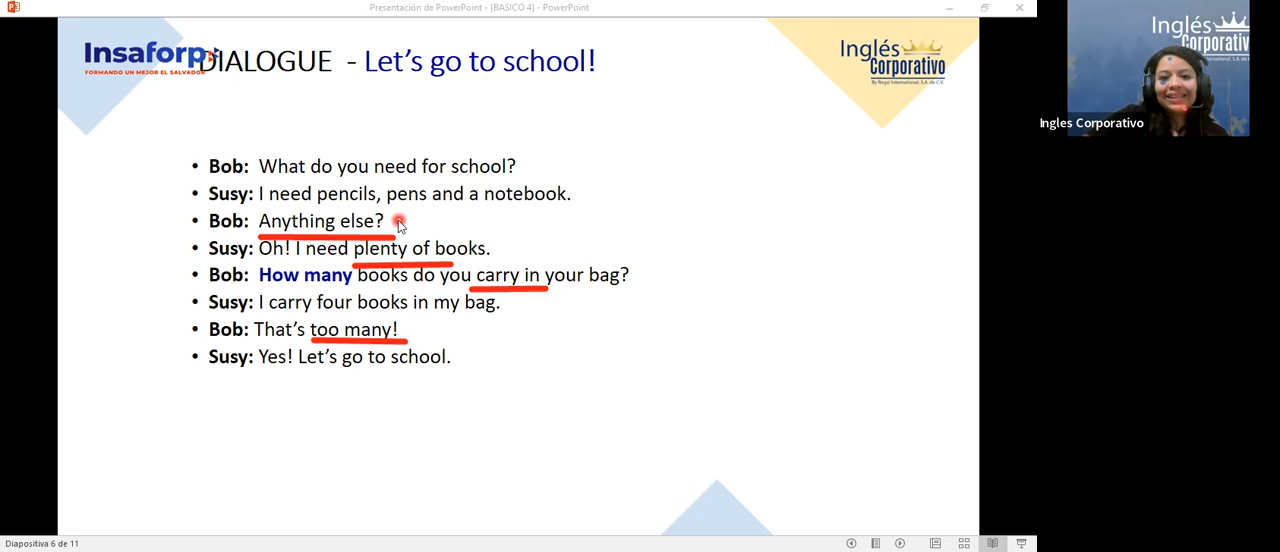 Presentación de PowerPoint - [BASICO 4] - PowerPoint
Insaforp
FORMANDO UN MEJOR EL SALVADOR
DIALOGUE - Let's go to school!
Inglés
Corporativo
By Regal International, S.A. de C.V.
Inglés
Corporativo
Ingles Corporativo
• Bob: What do you need for school?
• Susy: I need pencils, pens and a notebook.
• Bob: Anything else?
• Susy: Oh! I need plenty of books.
• Bob: How many books do you carry in your bag?
• Susy: I carry four books in my bag.
• Bob: That's too many!
• Susy: Yes! Let's go to school.
Diapositiva 6 de 11